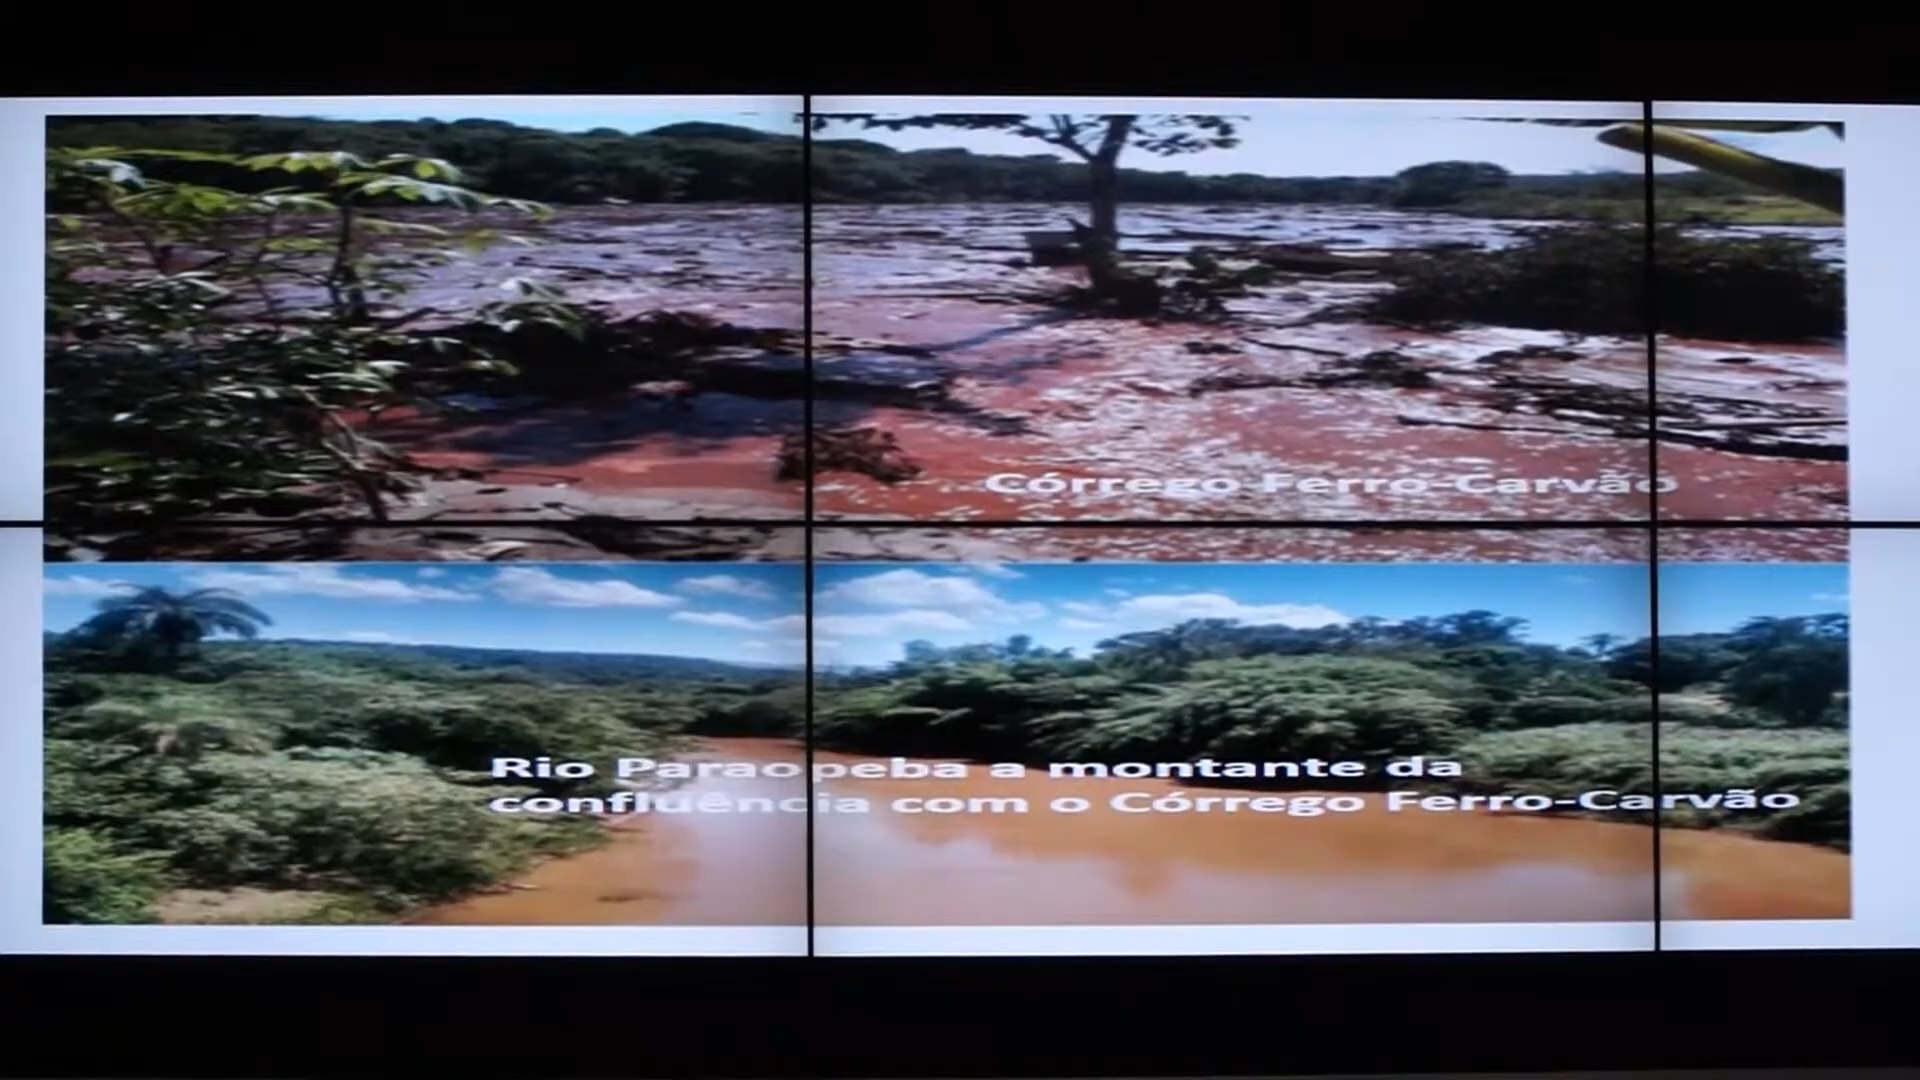 Córrego Ferro-Carvão
Rio Paraopeba a montante da
confluência com o Córrego Ferro-Carvão